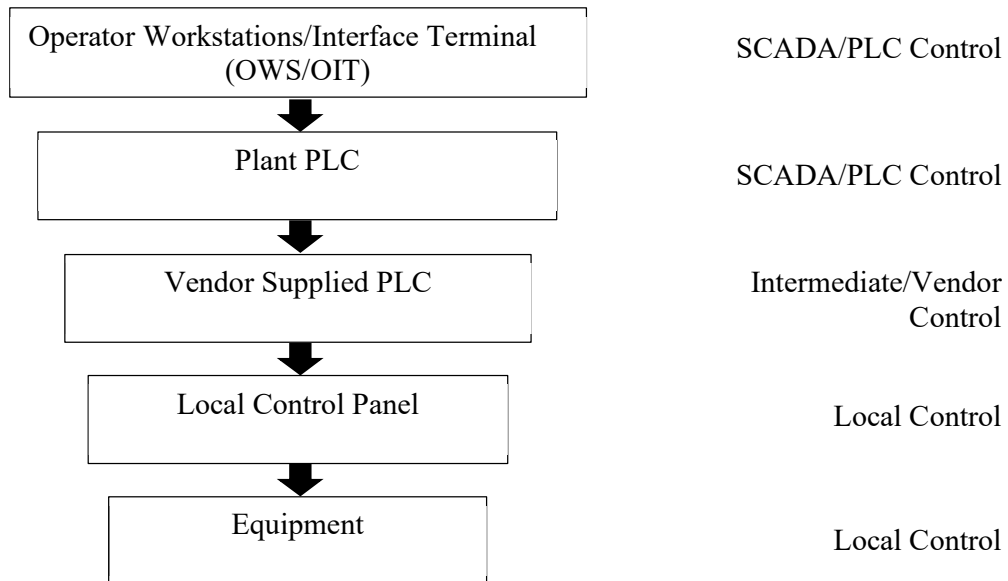 Operator Workstations/Interface Terminal
(OWS/OIT)
SCADA/PLC Control
Plant PLC
SCADA/PLC Control
Vendor Supplied PLC
Intermediate/Vendor
Control
Local Control Panel
Local Control
Equipment
Local Control